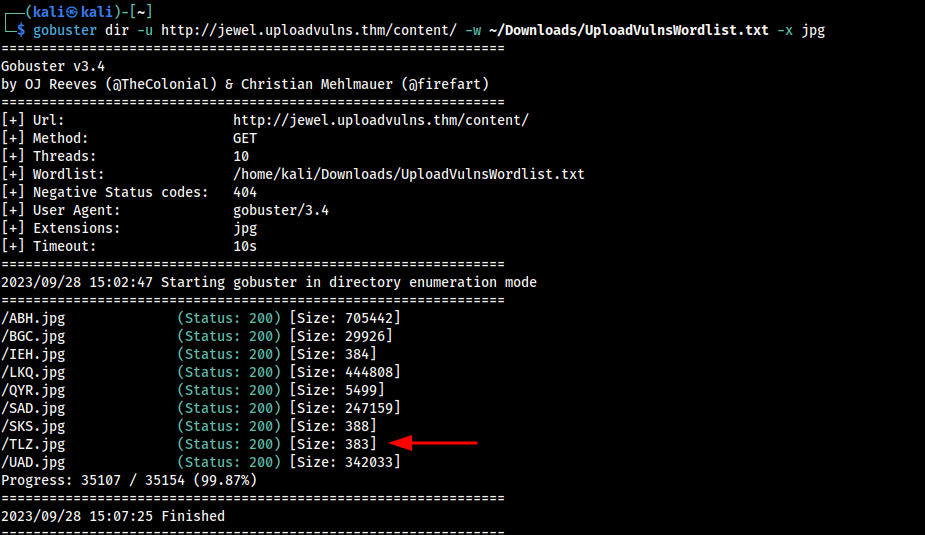 ┌──(kali㉿kali)-[~]
└─$ gobuster dir -u http://jewel.uploadvulns.thm/content/ -w ~/Downloads/UploadVulnsWordlist.txt -x jpg
===============================================================
Gobuster v3.4
by OJ Reeves (@TheColonial) & Christian Mehlmauer (@firefart)
===============================================================
[+] Url:                     http://jewel.uploadvulns.thm/content/
[+] Method:                  GET
[+] Threads:                 10
[+] Wordlist:                /home/kali/Downloads/UploadVulnsWordlist.txt
[+] Negative Status codes:   404
[+] User Agent:              gobuster/3.4
[+] Extensions:              jpg
[+] Timeout:                 10s
===============================================================
2023/09/28 15:02:47 Starting gobuster in directory enumeration mode
===============================================================
/ABH.jpg              (Status: 200) [Size: 705442]
/BGC.jpg              (Status: 200) [Size: 29926]
/IEH.jpg              (Status: 200) [Size: 384]
/LKQ.jpg              (Status: 200) [Size: 444808]
/QYR.jpg              (Status: 200) [Size: 5499]
/SAD.jpg              (Status: 200) [Size: 247159]
/SKS.jpg              (Status: 200) [Size: 388]
/TLZ.jpg              (Status: 200) [Size: 383]
/UAD.jpg              (Status: 200) [Size: 342033]
Progress: 35107 / 35154 (99.87%)
===============================================================
2023/09/28 15:07:25 Finished
===============================================================